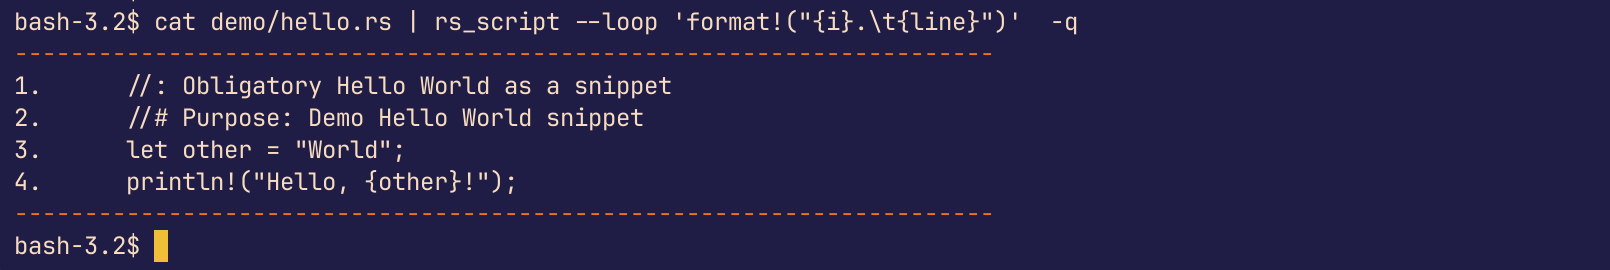 bash-3.2$ cat demo/hello.rs | rs_script --loop 'format!("{i}.\t{line}")'  -q
----------------------------------------------------------------------
1.      //: Obligatory Hello World as a snippet
2.      //# Purpose: Demo Hello World snippet
3.      let other = "World";
4.      println!("Hello, {other}!");
----------------------------------------------------------------------
bash-3.2$